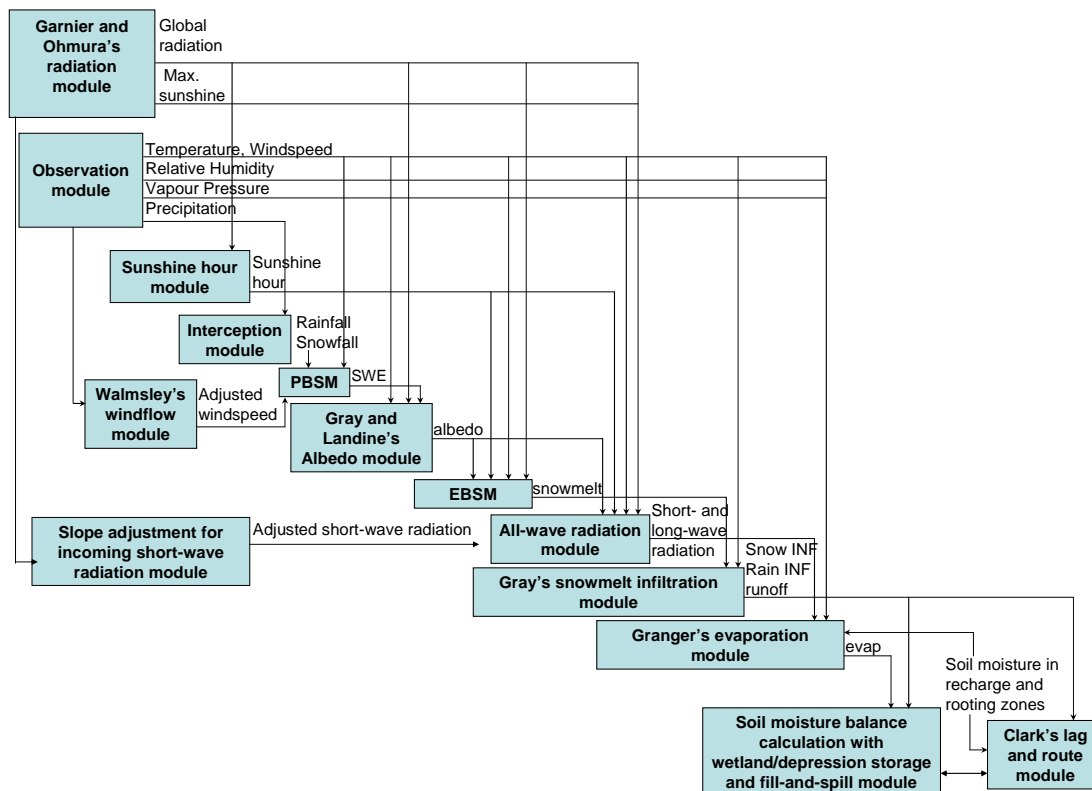 Garnier and
Ohmura's
radiation
module
Global
radiation
Max.
sunshine
Observation
module
Temperature, Windspeed
Relative Humidity
Vapour Pressure
Precipitation
Sunshine hour
module
Sunshine
hour
Interception
module
Rainfall
Snowfall
PBSM
SWE
Walmsley's
windflow
module
Adjusted
windspeed
Gray and
Landine's
Albedo module
albedo
EBSM
snowmelt
Slope adjustment for
incoming short-wave
radiation module
Adjusted short-wave radiation
All-wave radiation
module
Short- and
long-wave
radiation
Gray's snowmelt infiltration
module
Snow INF
Rain INF
runoff
Granger's evaporation
module
evap
Soil moisture in
recharge and
rooting zones
Soil moisture balance
calculation with
wetland/depression storage
and fill-and-spill module
Clark's lag
and route
module